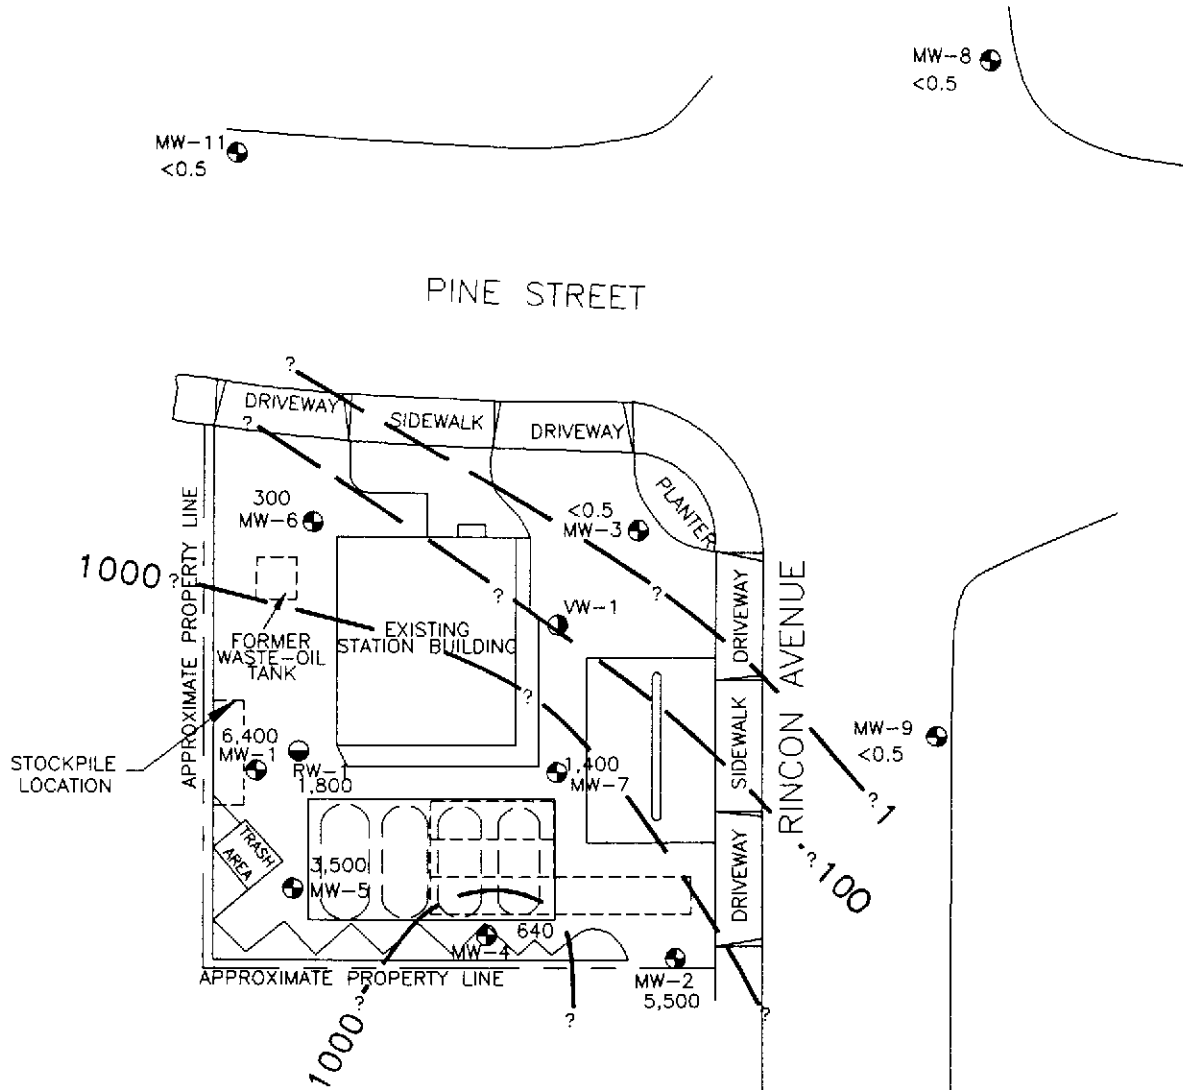 MW-8
<0.5
MW-11
<0.5
PINE STREET
?
DRIVEWAY
SIDEWALK
DRIVEWAY
?
PLANTER
300
MW-6
<0.5
MW-3
APPROXIMATE PROPERTY LINE
1000
?
?
?
VW-1
DRIVEWAY
RINCON AVENUE
FORMER
WASTE-OIL
TANK
EXISTING
STATION BUILDING
?
6,400
MW-1
STOCKPILE
LOCATION
RW-1
1,800
1,400
MW-7
SIDEWALK
MW-9
<0.5
? 1
TRASH
AREA
3,500
MW-5
? 100
DRIVEWAY
640
MW-4
APPROXIMATE PROPERTY LINE
MW-2
5,500
1000 ?
?
?